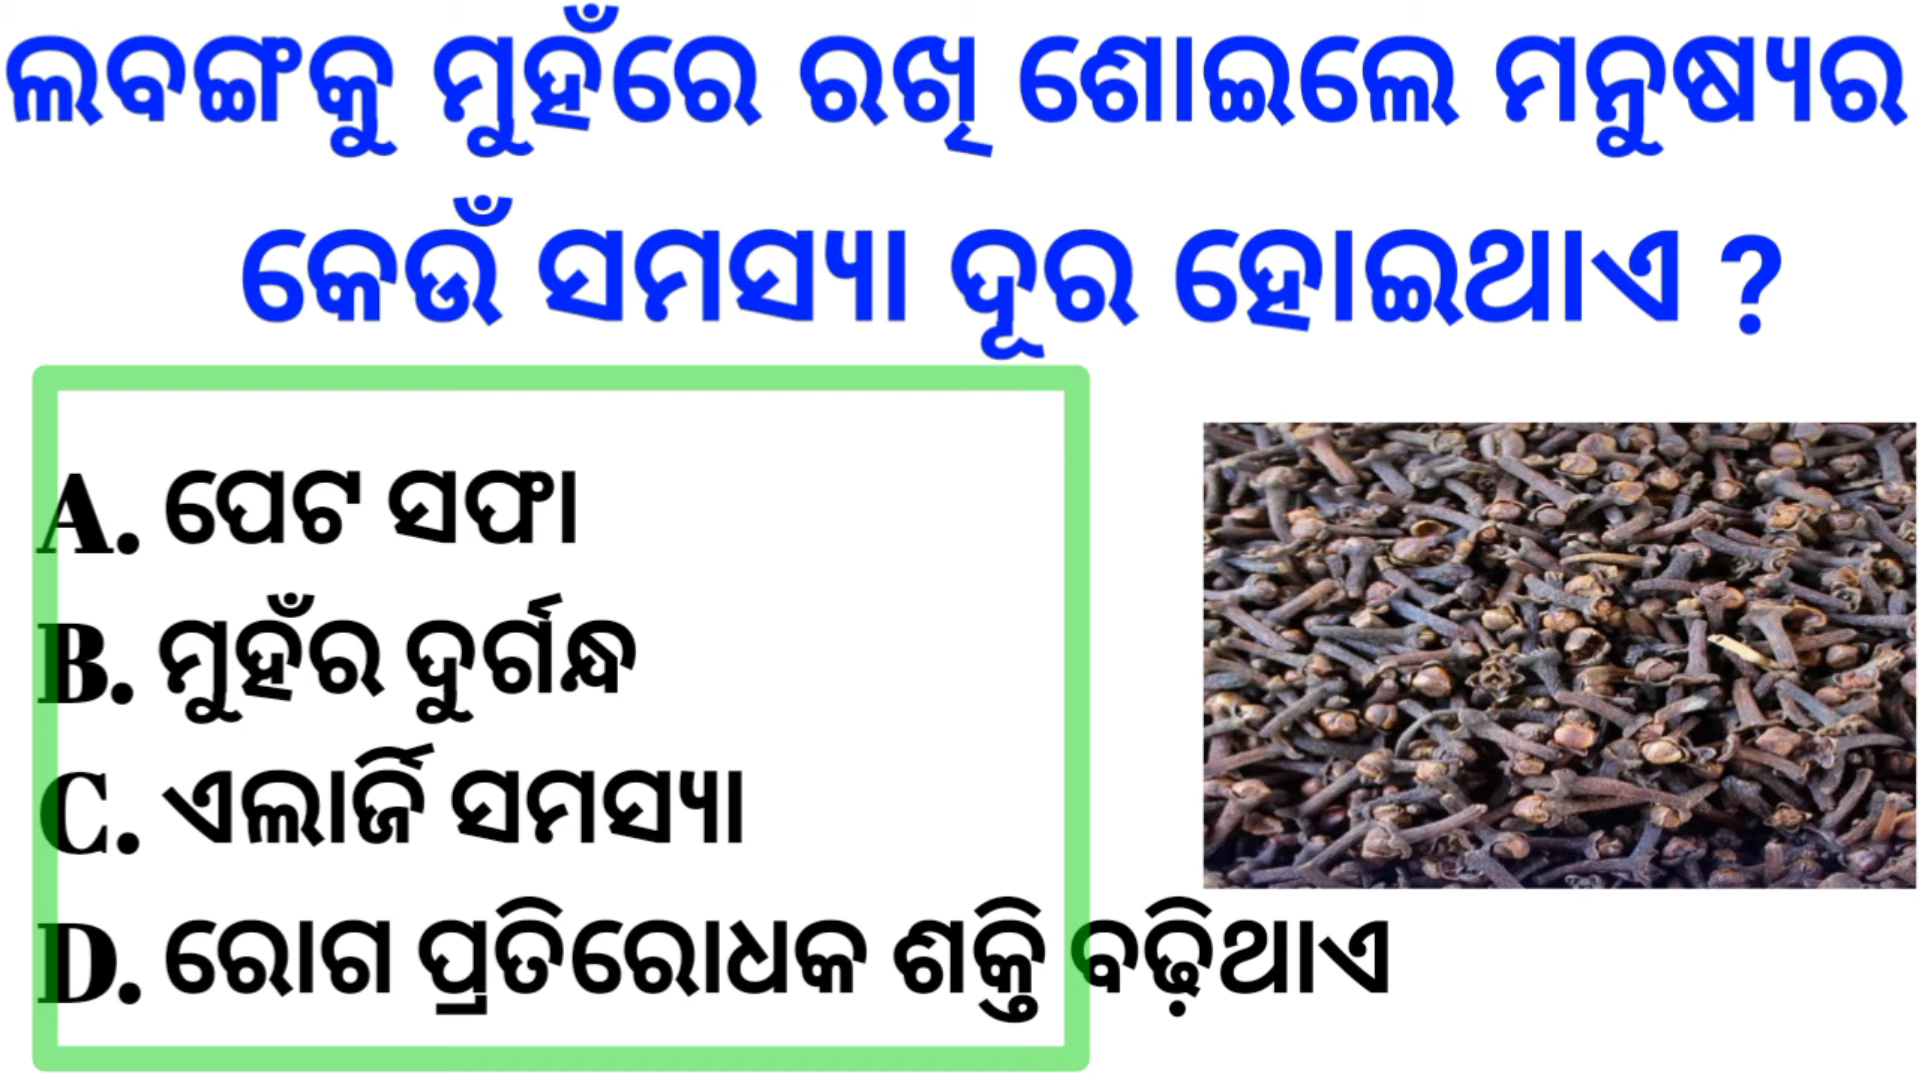 ଲବଙ୍ଗକୁ ମୁହଁରେ ରଖି ଶୋଇଲେ ମନୁଷ୍ୟର
କେଉଁ ସମସ୍ୟା ଦୂର ହୋଇଥାଏ ?
A. ପେଟ ସଫା
B. ମୁହଁର ଦୁର୍ଗନ୍ଧ
C. ଏଲାର୍ଜି ସମସ୍ୟା
D. ରୋଗ ପ୍ରତିରୋଧକ ଶକ୍ତି ବଢ଼ିଥାଏ